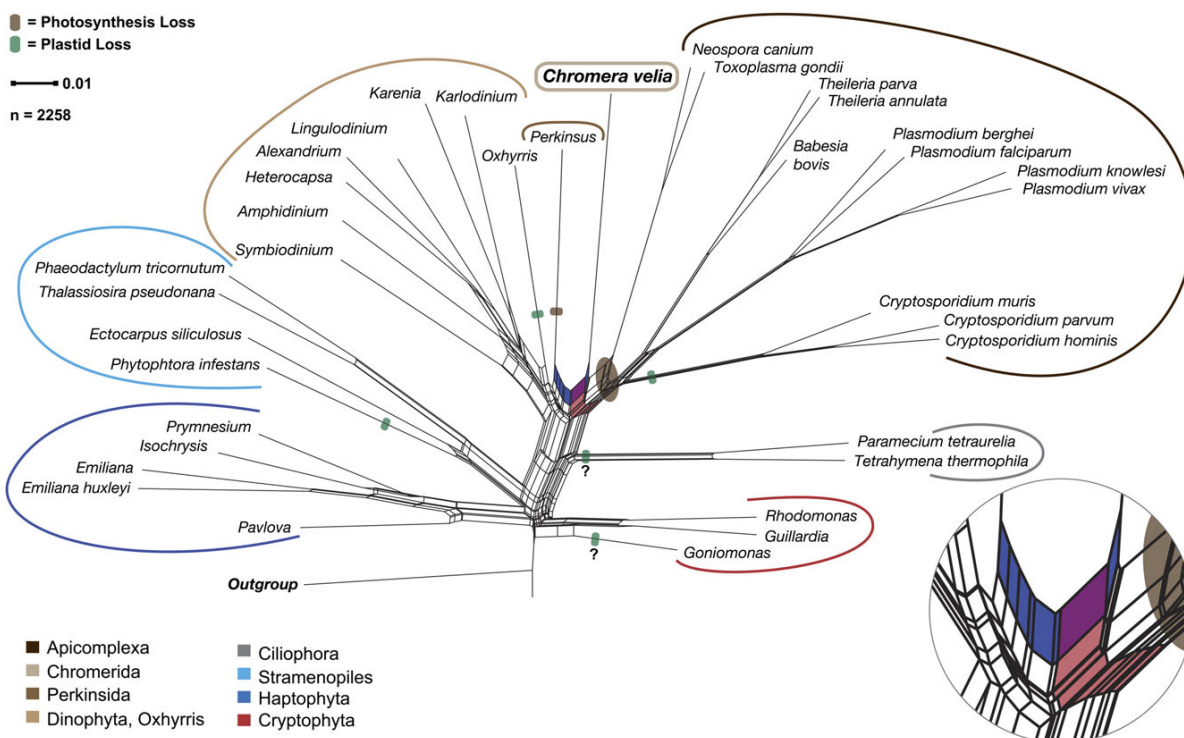 = Photosynthesis Loss
= Plastid Loss
0.01
n = 2258
Neospora canium
Toxoplasma gondii
Chromera velia
Theileria parva
Theileria annulata
Karenia
Karlodinium
Perkinsus
Oxhyrris
Lingulodinium
Alexandrium
Heterocapsa
Amphidinium
Symbiodinium
Babesia
bovis
Plasmodium berghei
Plasmodium falciparum
Plasmodium knowlesi
Plasmodium vivax
Phaeodactylum tricornutum
Thalassiosira pseudonana
Ectocarpus siliculosus
Phytophtora infestans
Cryptosporidium muris
Cryptosporidium parvum
Cryptosporidium hominis
Prymnesium
Isochrysis
Emiliana
Emiliana huxleyi
Pavlova
Paramecium tetraurelia
Tetrahymena thermophila
?
Rhodomonas
Guillardia
Goniomonas
?
Outgroup
Apicomplexa
Chromerida
Perkinsida
Dinophyta, Oxhyrris
Ciliophora
Stramenopiles
Haptophyta
Cryptophyta